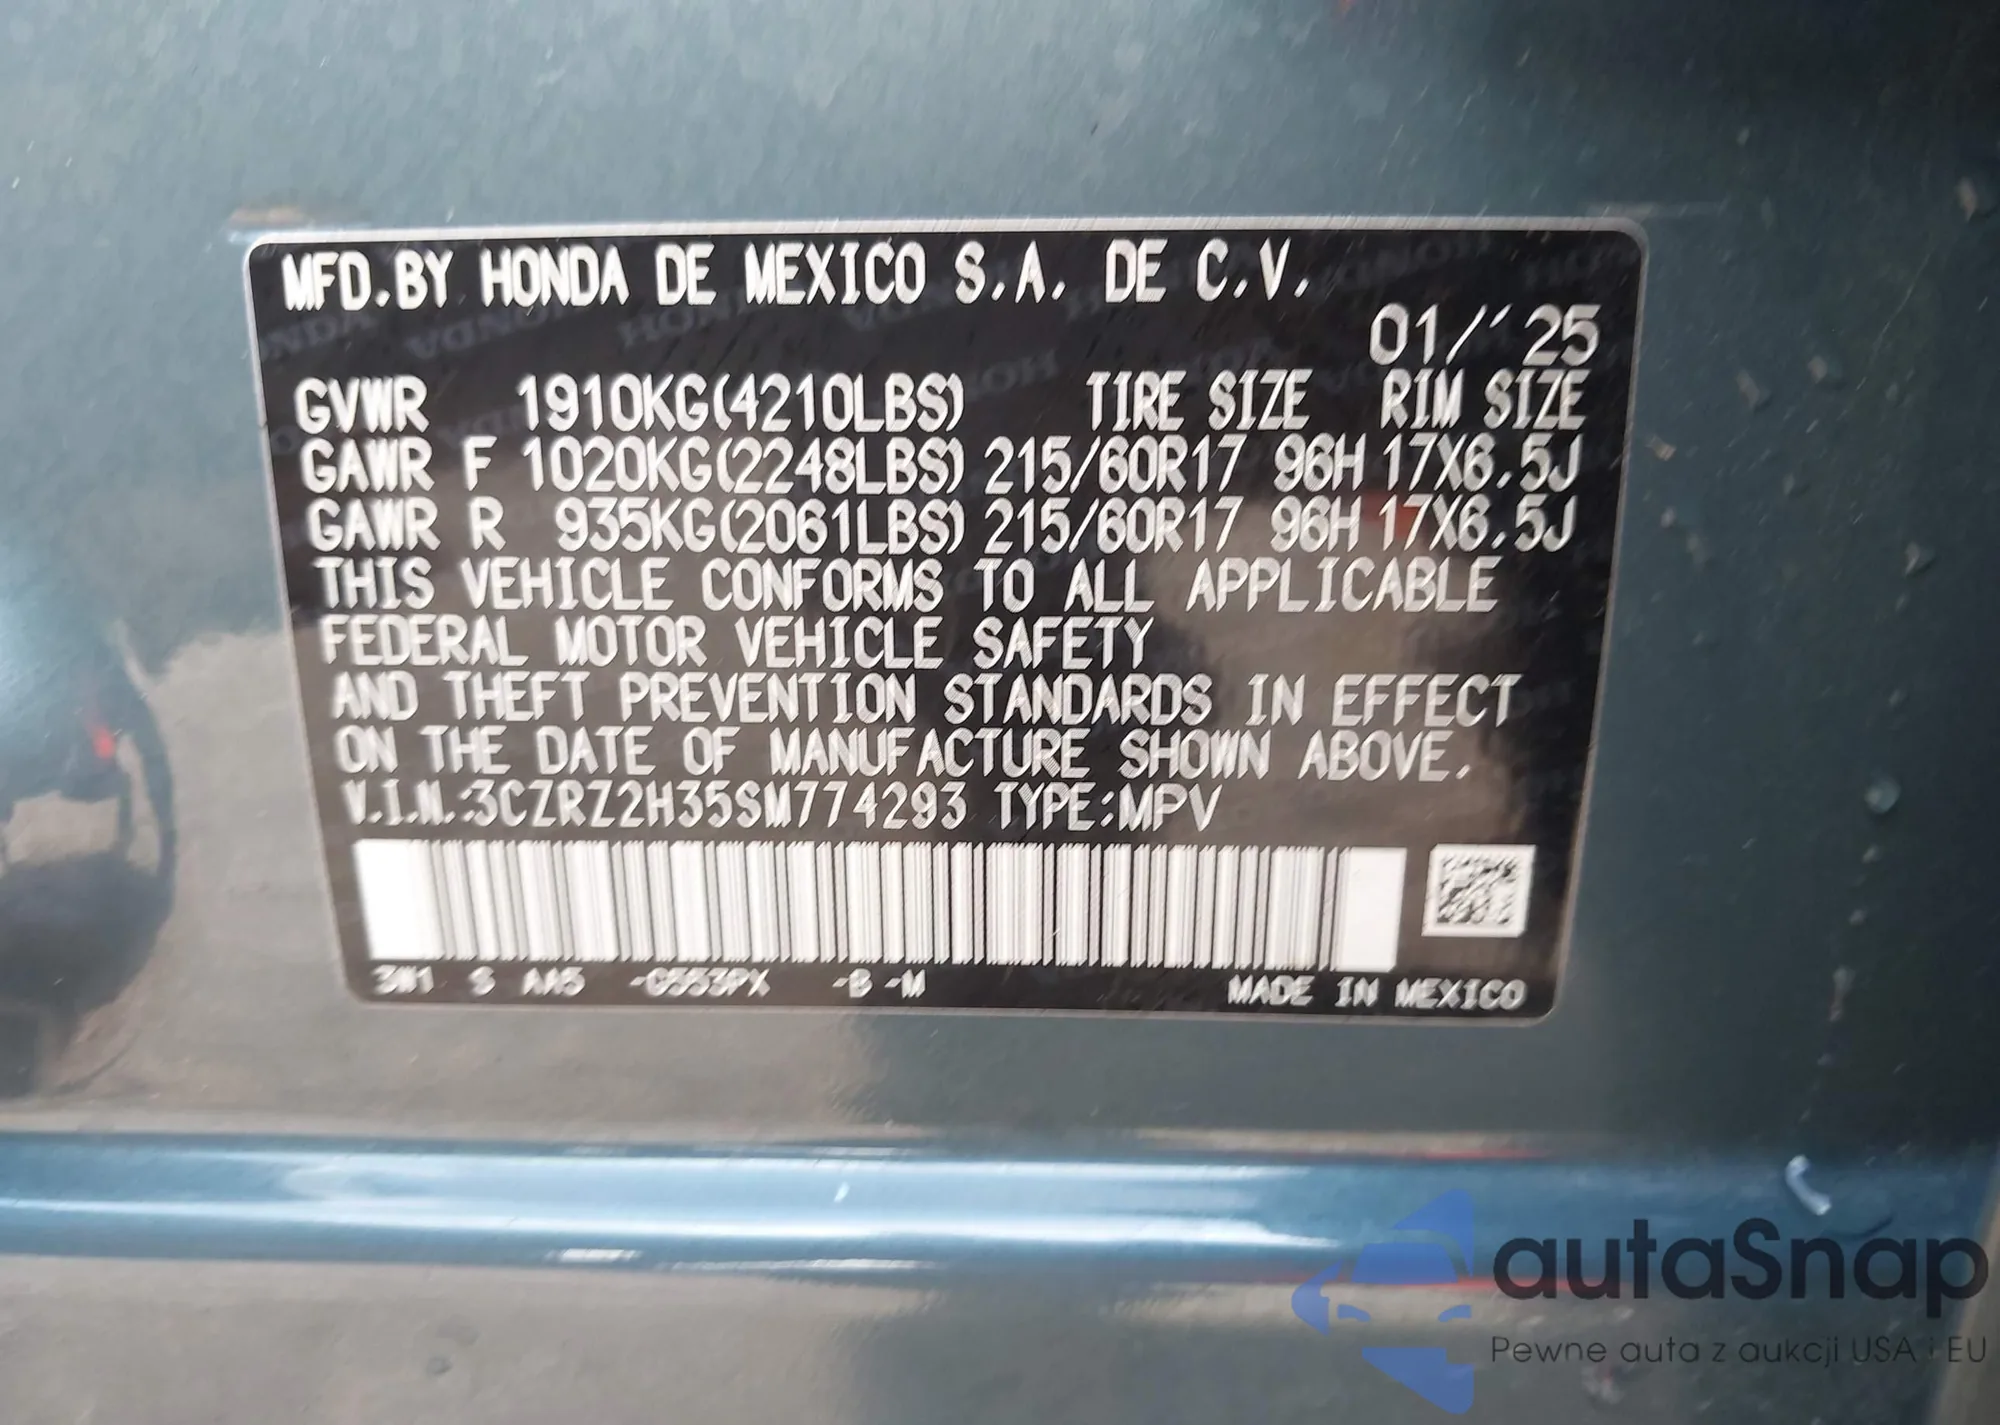 MFD.BY HONDA DE MEXICO S.A. DE C.V.
01/'25
GVWR 1910KG(4210LBS) TIRE SIZE RIM SIZE
GAWR F 1020KG(2248LBS) 215/60R17 96H 17X6.5J
GAWR R 935KG(2061LBS) 215/60R17 96H 17X6.5J
THIS VEHICLE CONFORMS TO ALL APPLICABLE
FEDERAL MOTOR VEHICLE SAFETY
AND THEFT PREVENTION STANDARDS IN EFFECT
ON THE DATE OF MANUFACTURE SHOWN ABOVE.
V.I.N.:3CZRZ2H35SM774293 TYPE:MPV
3W1 S AA5 -G553PX -B -M MADE IN MEXICO
autaSnap
Pewne auta z aukcji USA i EU